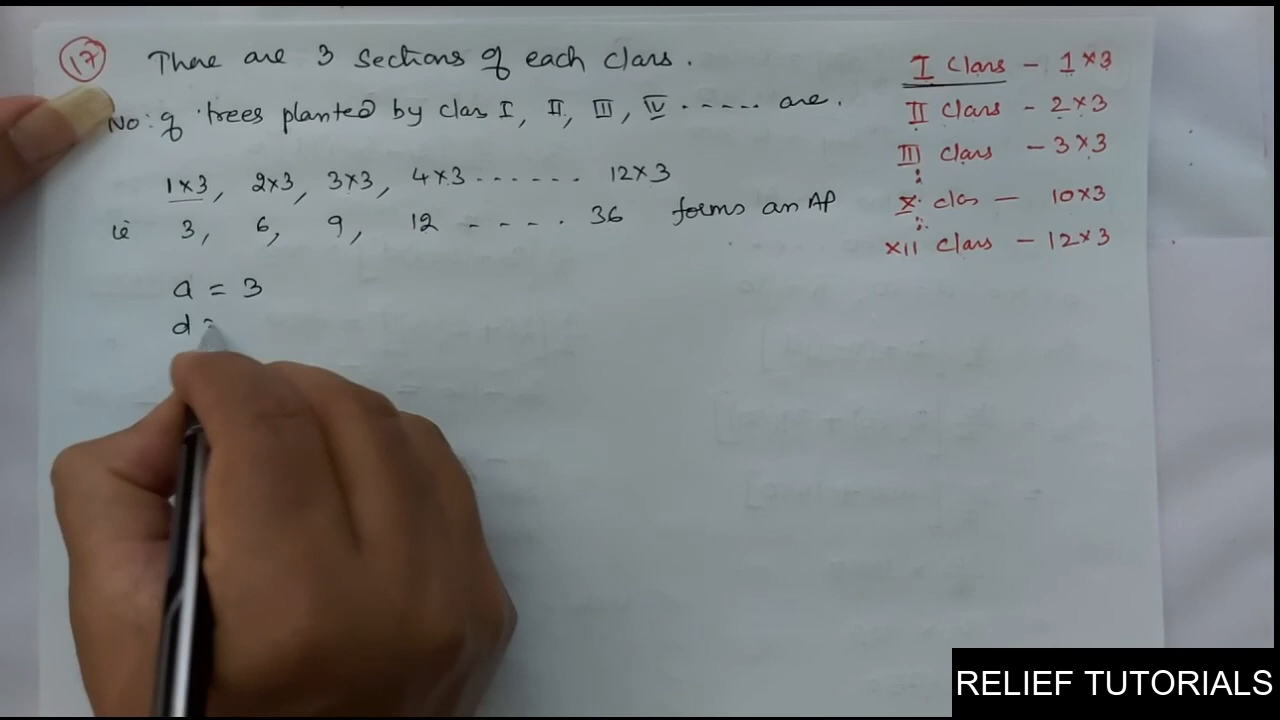 17 There are 3 sections of each class.
No: of trees planted by class I, II, III, IV ...... are.
1×3, 2×3, 3×3, 4×3 ...... 12×3
ie 3, 6, 9, 12 ----. 36 forms an AP
a = 3
d =
I Class - 1×3
II Class - 2×3
III Class - 3×3
X class - 10×3
XII Class - 12×3
RELIEF TUTORIALS